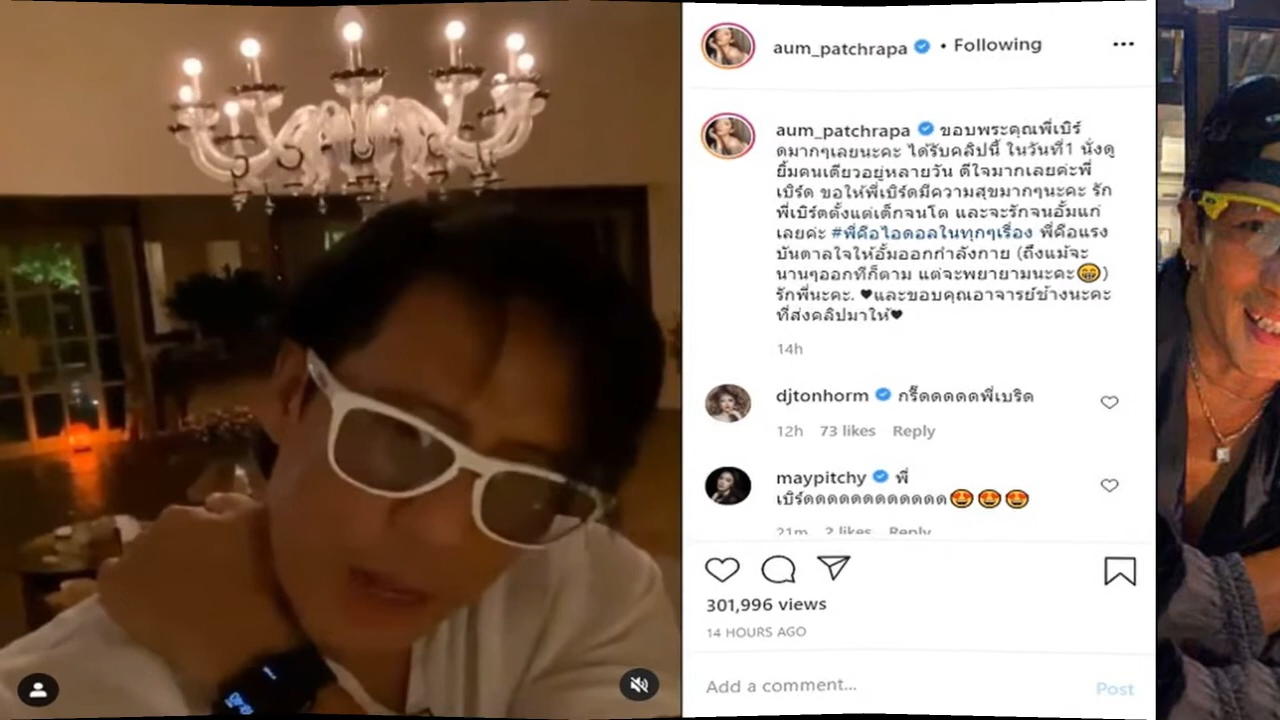 aum_patchrapa • Following
aum_patchrapa ขอบพระคุณพี่เบิร์
ดมากๆเลยนะคะ ได้รับคลิปนี้ ในวันที่1 นั่งดู
ยิ้มคนเดียวอยู่หลายวัน ดีใจมากเลยค่ะพี่
เบิร์ด ขอให้พี่เบิร์ดมีความสุขมากๆนะคะ รัก
พี่เบิร์ตตั้งแต่เด็กจนโต และจะรักจนอั้มแก่
เลยค่ะ #พี่คือไอดอลในทุกๆเรื่อง พี่คือแรง
บันดาลใจให้อั้มออกกำลังกาย (ถึงแม้จะ
นานๆออกทีก็ตาม แต่จะพยายามนะคะ😁)
รักพี่นะคะ. ♥และขอบคุณอาจารย์ช้างนะคะ
ที่ส่งคลิปมาให้♥
14h
djtonhorm กรี๊ดดดดดพี่เบริด
12h 73 likes Reply
maypitchy พี่
เบิร์ดดดดดดดดดดดด🤩🤩🤩
21m 2 likes Reply
301,996 views
14 HOURS AGO
Add a comment... Post